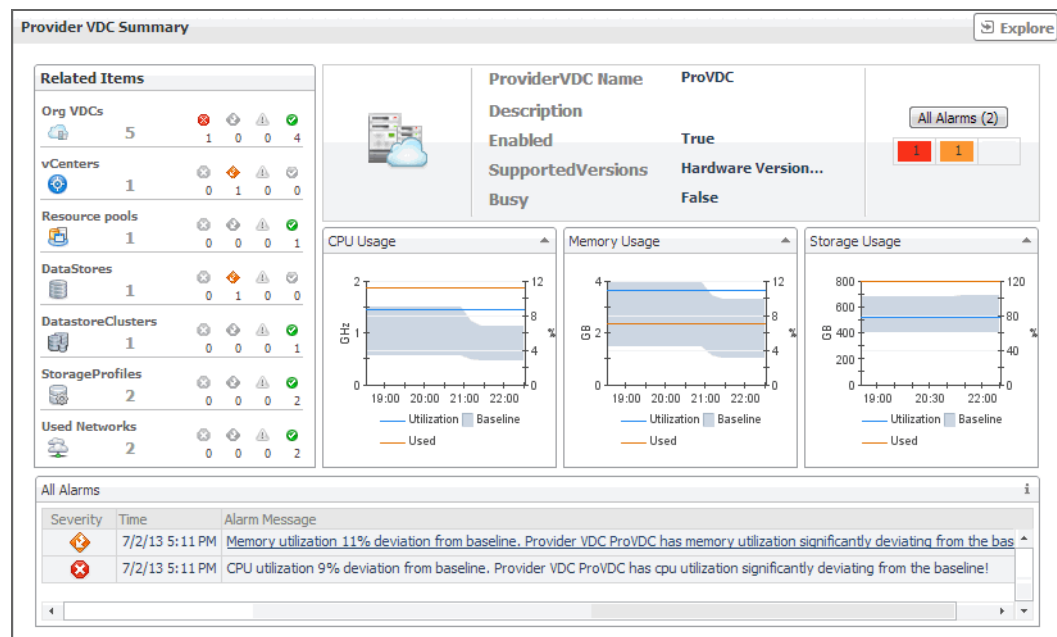 Provider VDC Summary
Explore
Related Items
Org VDCs
5
1 0 0 4
vCenters
1
0 1 0 0
Resource pools
1
0 0 0 1
DataStores
1
0 1 0 0
DatastoreClusters
1
0 0 0 1
StorageProfiles
2
0 0 0 2
Used Networks
2
0 0 0 2
ProviderVDC Name ProVDC
Description
Enabled True
SupportedVersions Hardware Version...
Busy False
All Alarms (2)
1 1
CPU Usage
2 12
8
GHz 1 %
4
0 0
19:00 20:00 21:00 22:00
Utilization Baseline
Used
Memory Usage
4 12
8
GB 2 %
4
0 0
19:00 20:00 21:00 22:00
Utilization Baseline
Used
Storage Usage
800 120
600
80
GB 400 %
200 40
0 0
19:00 20:30 22:00
Utilization Baseline
Used
All Alarms i
Severity Time Alarm Message
7/2/13 5:11 PM Memory utilization 11% deviation from baseline. Provider VDC ProVDC has memory utilization significantly deviating from the bas
7/2/13 5:11 PM CPU utilization 9% deviation from baseline. Provider VDC ProVDC has cpu utilization significantly deviating from the baseline!